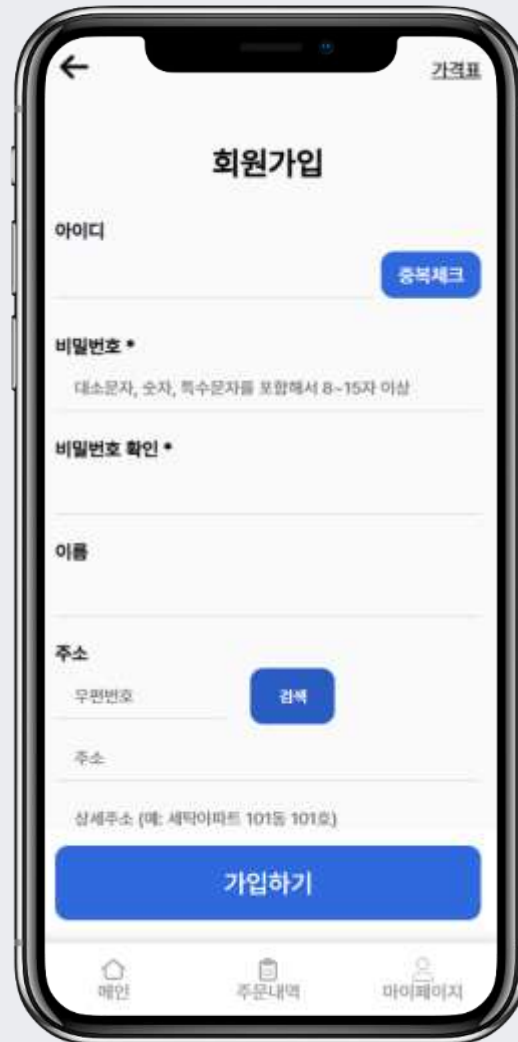 가격표
회원가입
아이디
중복체크
비밀번호 *
대소문자, 숫자, 특수문자를 포함해서 8~15자 이상
비밀번호 확인 *
이름
주소
우편번호 검색
주소
상세주소 (예: 세탁아파트 101동 101호)
가입하기
메인 주문내역 마이페이지